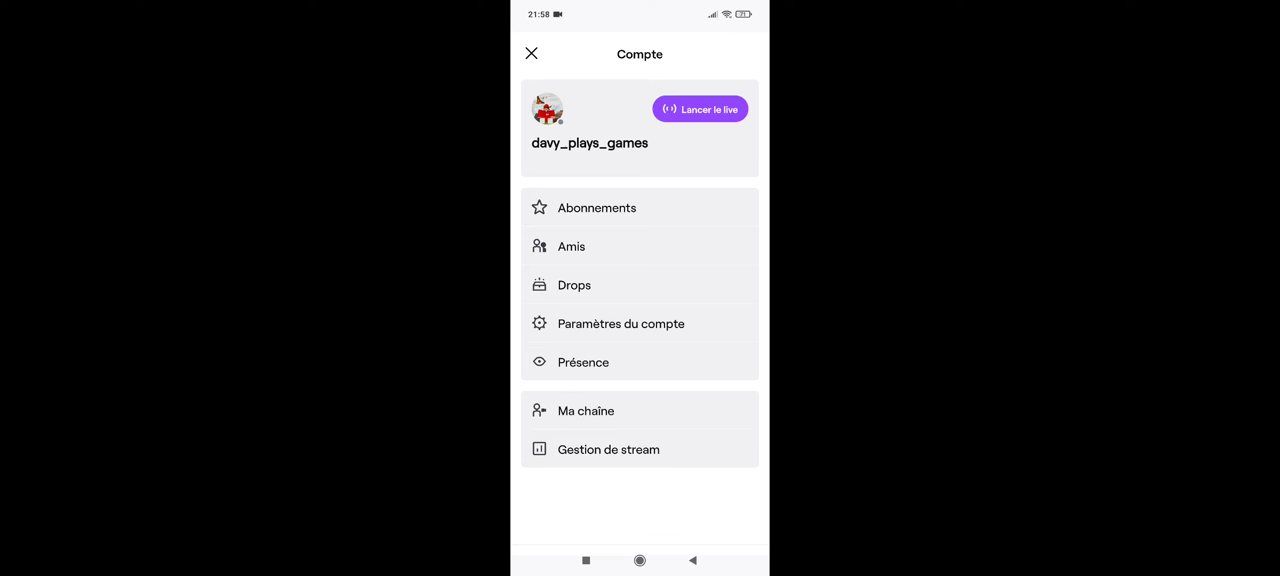 21:58
71
Compte
Lancer le live
davy_plays_games
Abonnements
Amis
Drops
Paramètres du compte
Présence
Ma chaîne
Gestion de stream